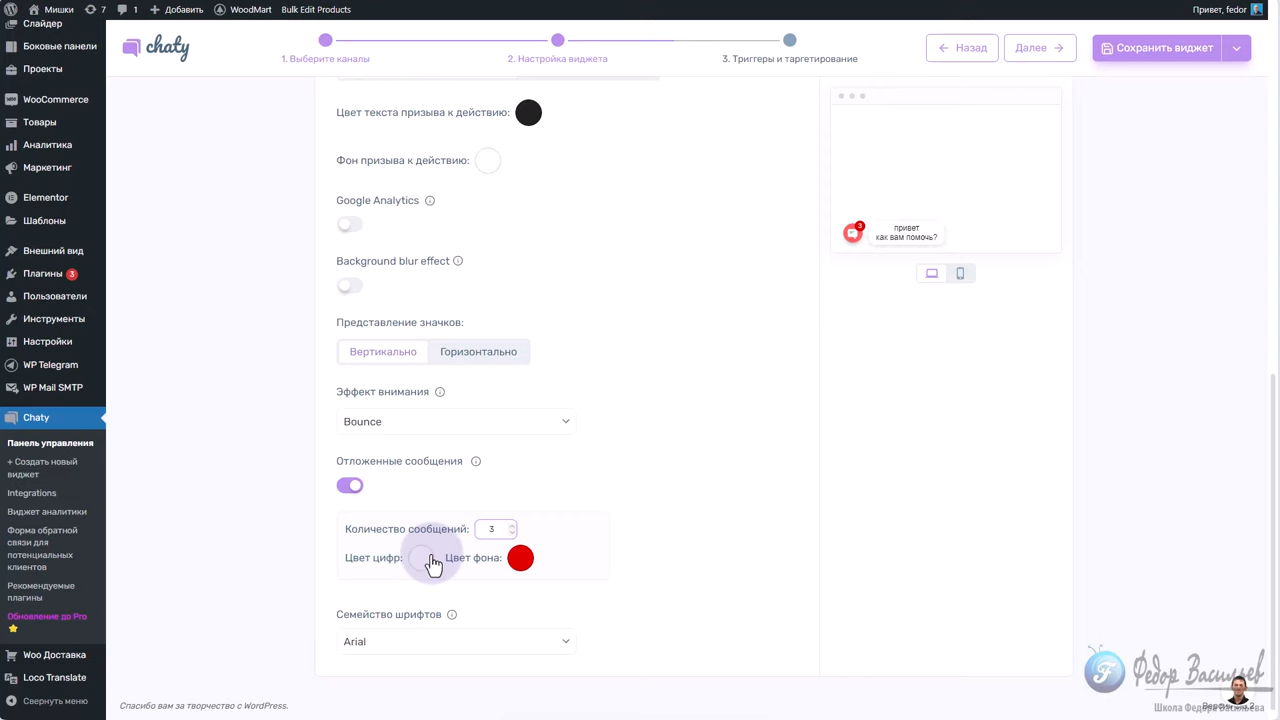 Слайдер
Боковые панели
Проекты
WooCommerce
Товары
Аналитика
Маркетинг
Elementor
Шаблоны
Внешний вид
Плагины 3
Пользователи
Инструменты
Настройки
WP Telegram
WP Mail SMTP
Chaty
Панель управления
+ Создать новый
виджет
Integrations
Виджет аналитики
Форма обратной
связи для
потенциальных
клиентов
Рекомендуемые
плагины
Обновление до Pro
Woo Доставка
Loco Translate
Свернуть меню
1
Добавить
WoodMart
Bulk Edit Products
Привет, fedor
chaty
1. Выберите каналы
2. Настройка виджета
3. Триггеры и таргетирование
Назад
Далее
Сохранить виджет
Цвет текста призыва к действию:
Фон призыва к действию:
Google Analytics
Background blur effect
Представление значков:
Вертикально
Горизонтально
Эффект внимания
Bounce
Отложенные сообщения
Количество сообщений: 3
Цвет цифр:
Цвет фона:
Семейство шрифтов
Arial
3
привет
как вам помочь?
Спасибо вам за творчество с WordPress.
Федор Васильев
Школа Федора Васильева